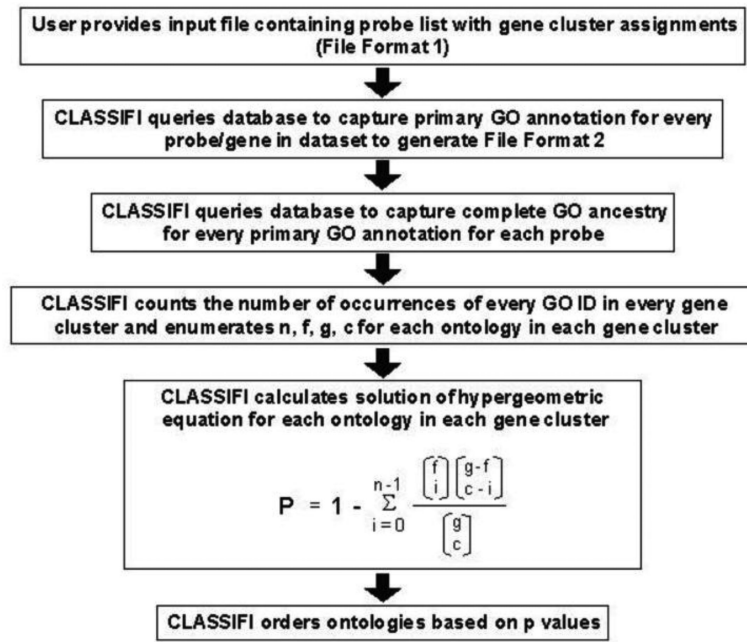 User provides input file containing probe list with gene cluster assignments
(File Format 1)
CLASSIFI queries database to capture primary GO annotation for every
probe/gene in dataset to generate File Format 2
CLASSIFI queries database to capture complete GO ancestry
for every primary GO annotation for each probe
CLASSIFI counts the number of occurrences of every GO ID in every gene
cluster and enumerates n, f, g, c for each ontology in each gene cluster
CLASSIFI calculates solution of hypergeometric
equation for each ontology in each gene cluster
n - 1
f g-f
i c - i
P = 1 - Σ
i = 0
g
c
CLASSIFI orders ontologies based on p values